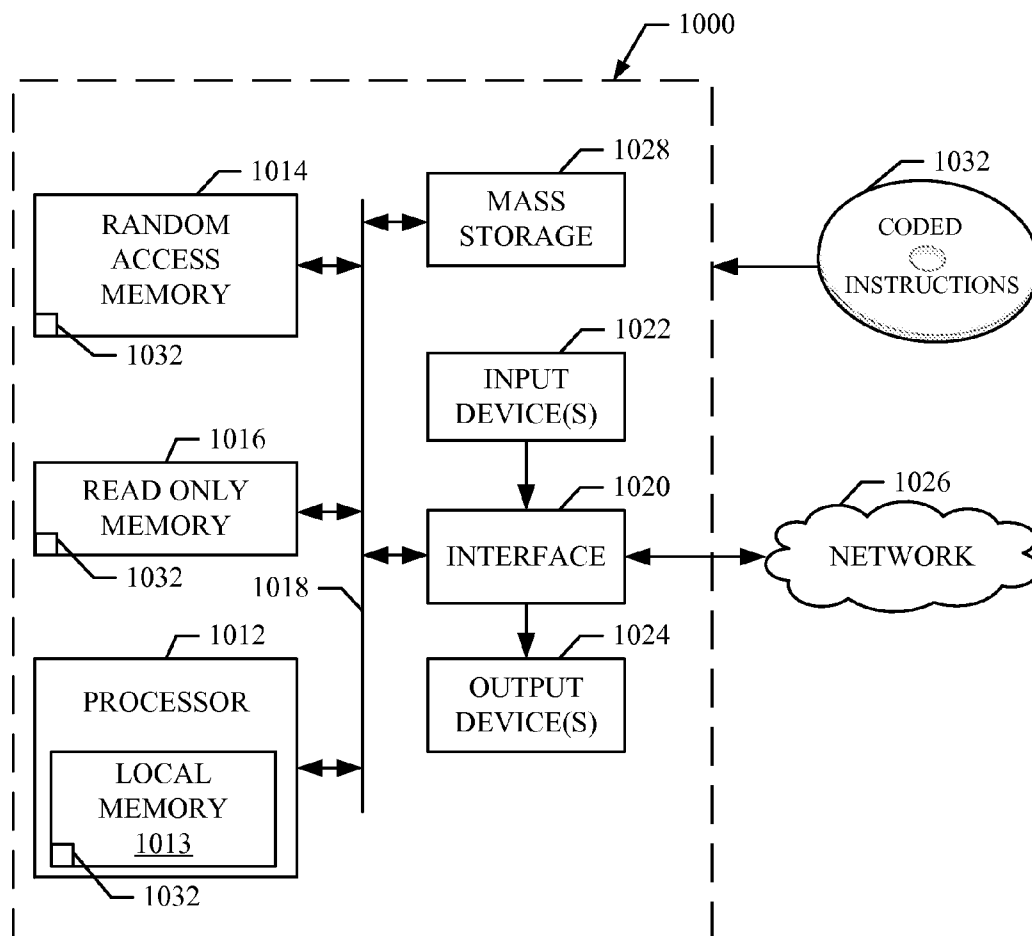 1000
1014
RANDOM
ACCESS
MEMORY
1032
1028
MASS
STORAGE
1032
CODED
INSTRUCTIONS
1022
INPUT
DEVICE(S)
1016
READ ONLY
MEMORY
1032
1020
INTERFACE
1026
NETWORK
1018
1012
PROCESSOR
LOCAL
MEMORY
1013
1032
1024
OUTPUT
DEVICE(S)